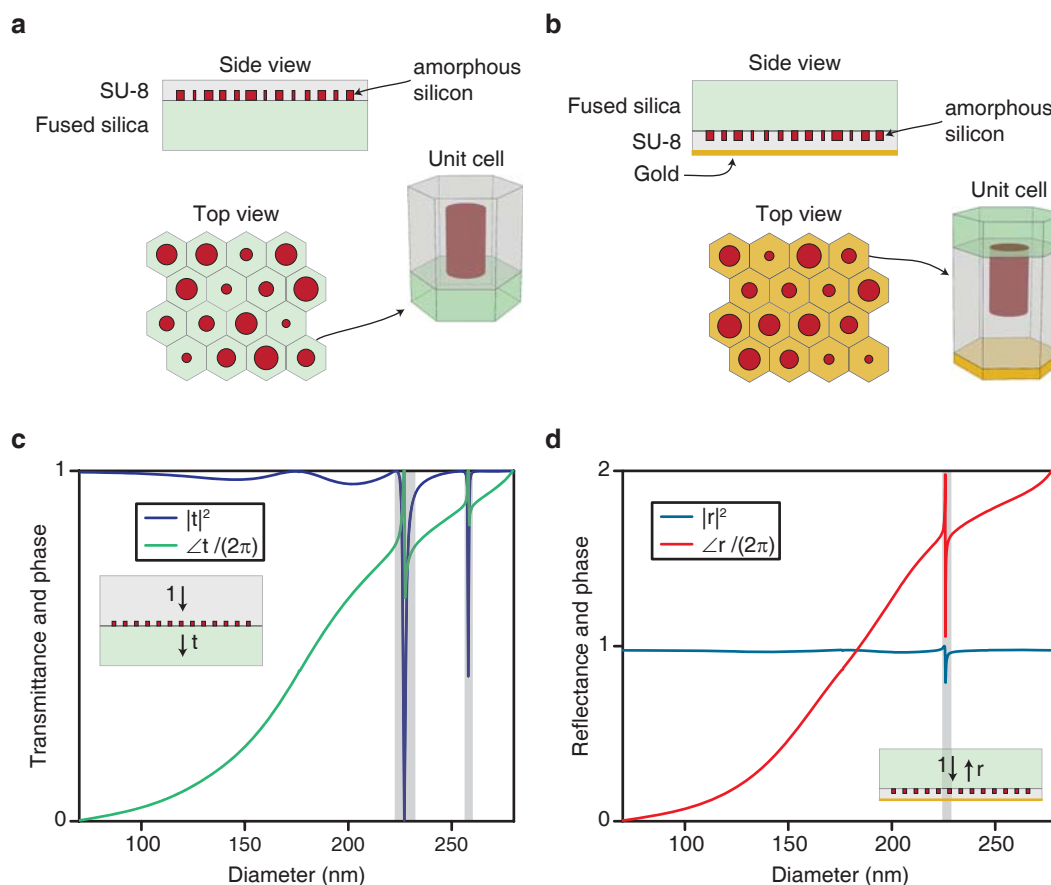 a
Side view
SU-8
amorphous
silicon
Fused silica
Unit cell
Top view
b
Side view
Fused silica
amorphous
silicon
SU-8
Gold
Unit cell
Top view
c
Transmittance and phase
1
0
|t|²
∠t/(2π)
1
t
100
150
200
250
Diameter (nm)
d
Reflectance and phase
2
1
0
|r|²
∠r/(2π)
1
r
100
150
200
250
Diameter (nm)